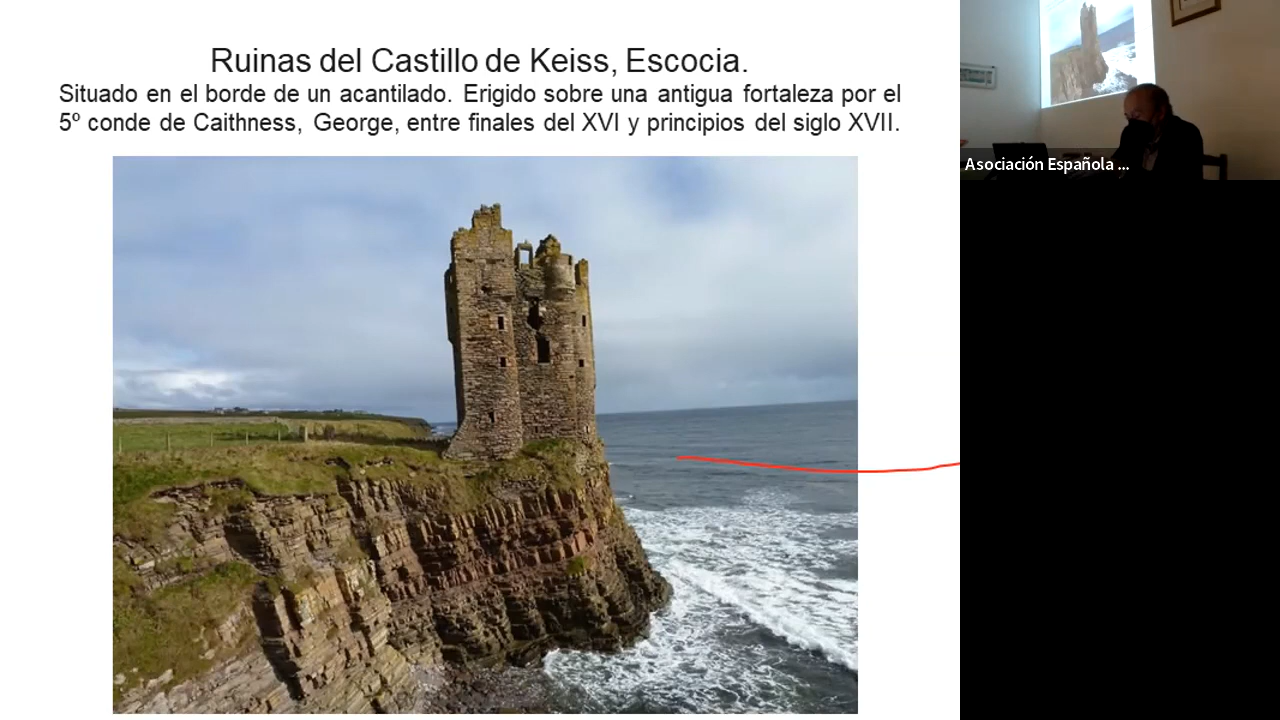 Ruinas del Castillo de Keiss, Escocia.
Situado en el borde de un acantilado. Erigido sobre una antigua fortaleza por el
5º conde de Caithness, George, entre finales del XVI y principios del siglo XVII.
Asociación Española ...